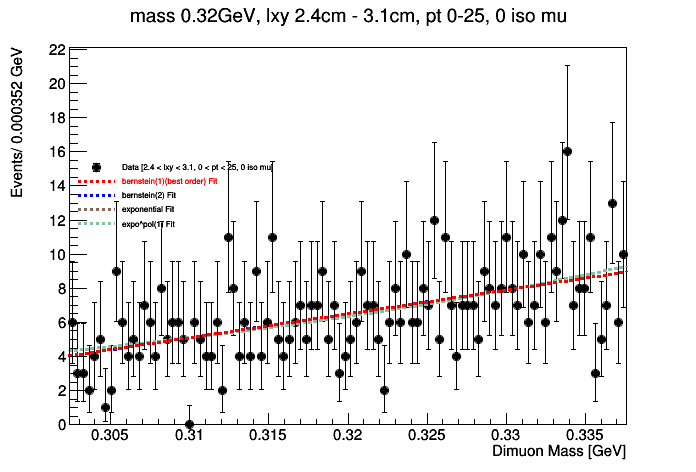 mass 0.32GeV, lxy 2.4cm - 3.1cm, pt 0-25, 0 iso mu
Events/ 0.000352 GeV
22
20
18
16
14
12
10
8
6
4
2
0
Data [2.4 < lxy < 3.1, 0 < pt < 25, 0 iso mu
bernstein(1)(best order) Fit
bernstein(2) Fit
exponential Fit
expo*pol(1) Fit
0.305 0.31 0.315 0.32 0.325 0.33 0.335
Dimuon Mass [GeV]